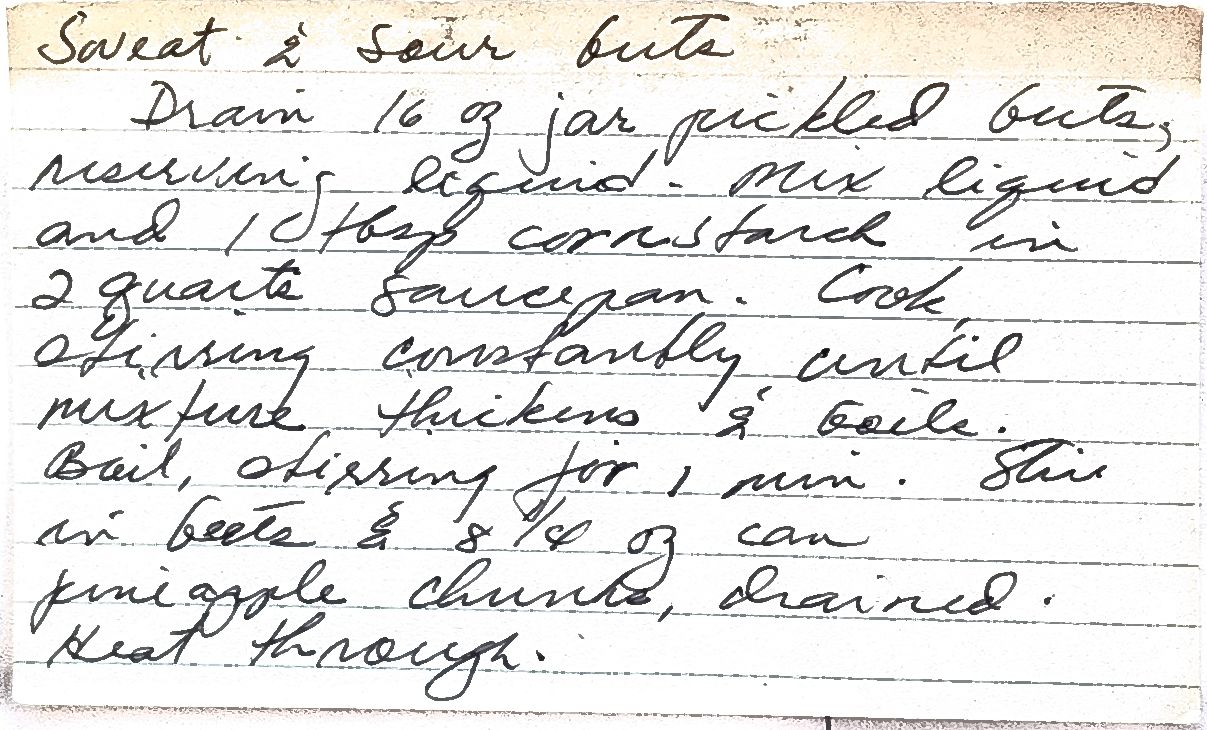 Sweat & Sour beets
Drain 16 oz jar pickled beets,
reserving liquid. Mix liquid
and 1 tbsp cornstarch in
2 quarts saucepan. Cook,
stirring constantly until
mixture thickens & boils.
Boil, stirring for 1 min. Stir
in beets & 8 1/4 oz can
pineapple chunks, drained.
Heat through.